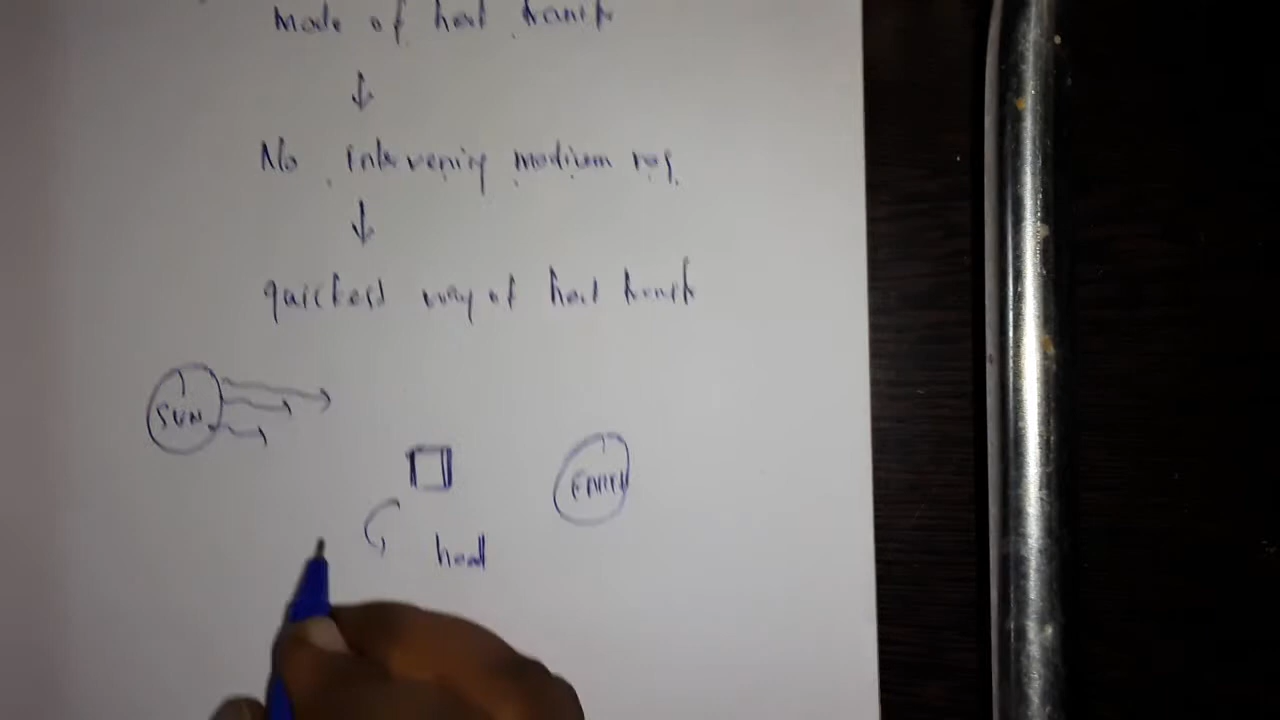 Mode of heat transfer
No intervening medium req.
quickest way of heat transfer
SUN
EARTH
heat